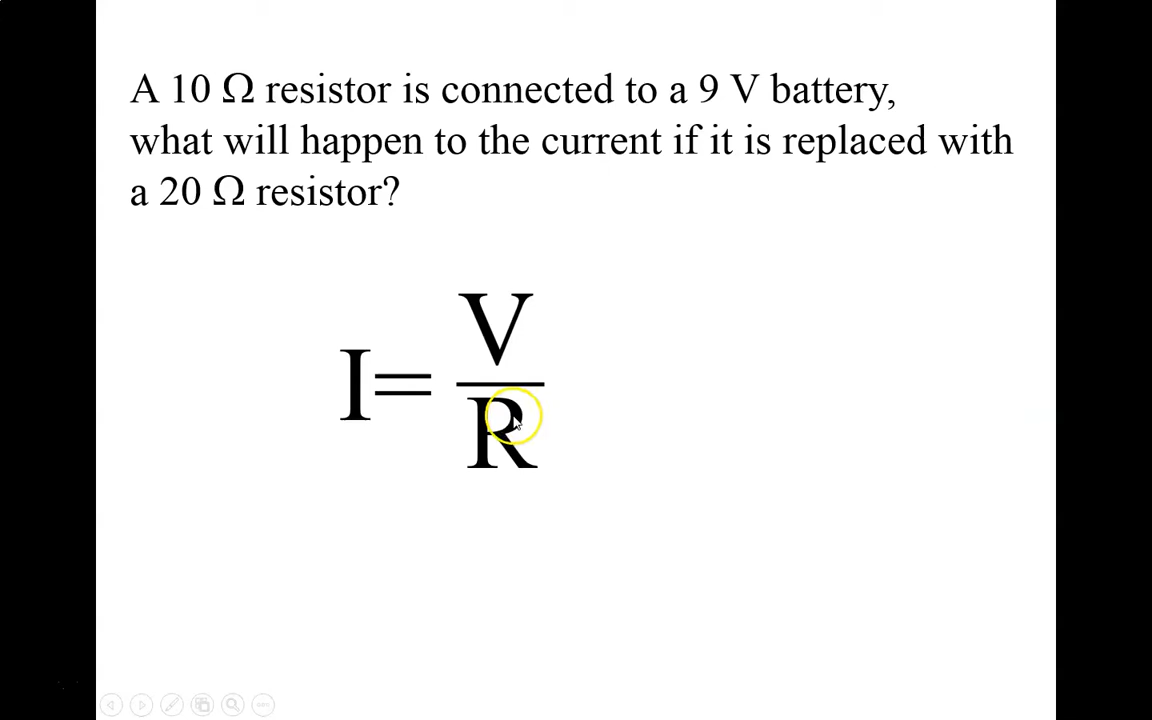 A 10 Ω resistor is connected to a 9 V battery,
what will happen to the current if it is replaced with
a 20 Ω resistor?
I= V
R